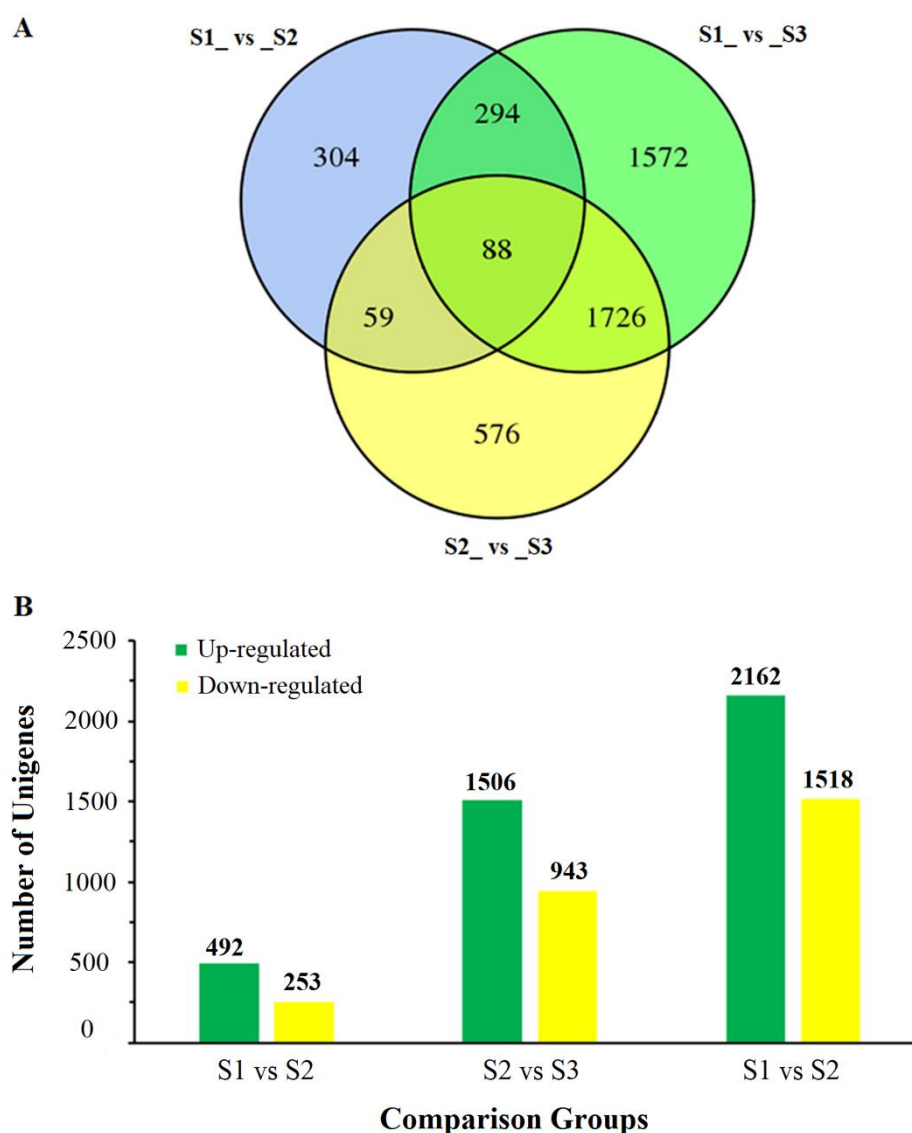 A
S1_ vs _S2
S1_ vs _S3
294
304
1572
88
59
1726
576
S2_ vs _S3
B
Number of Unigenes
2500
2000
1500
1000
500
0
Up-regulated
Down-regulated
492
253
1506
943
2162
1518
S1 vs S2
S2 vs S3
S1 vs S2
Comparison Groups